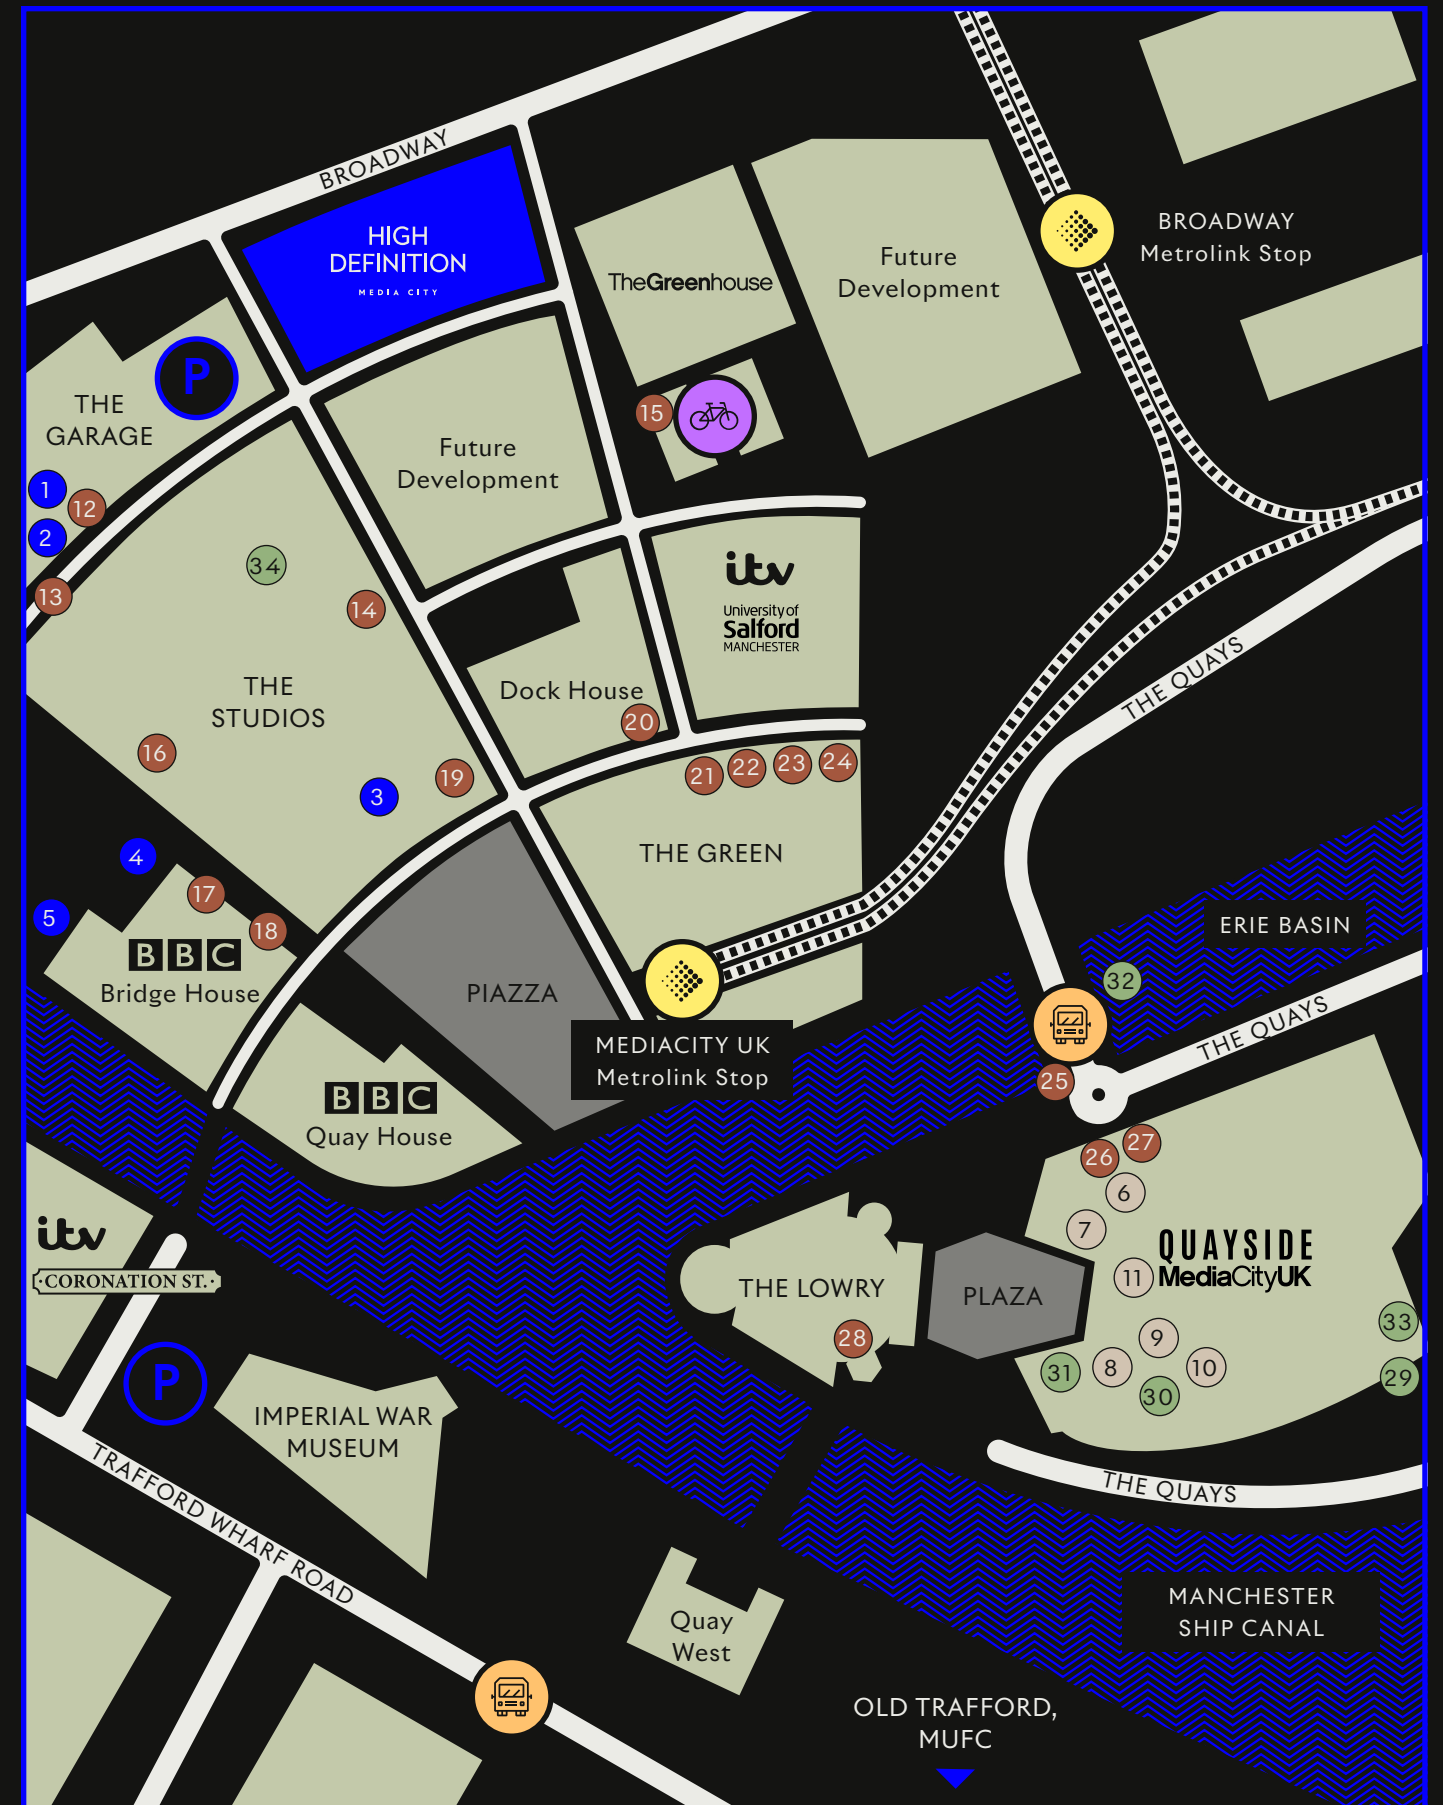 BROADWAY
HIGH
DEFINITION
MEDIA CITY
TheGreenhouse
Future
Development
BROADWAY
Metrolink Stop
P
THE
GARAGE
1
12
2
13
15
Future
Development
34
14
itv
University of
Salford
MANCHESTER
THE QUAYS
THE
STUDIOS
Dock House
20
16
3
19
21
22
23
24
4
THE GREEN
5
17
18
BBC
Bridge House
PIAZZA
ERIE BASIN
32
THE QUAYS
MEDIACITY UK
Metrolink Stop
25
BBC
Quay House
26
27
6
7
itv
·CORONATION ST.·
QUAYSIDE
MediaCityUK
11
THE LOWRY
PLAZA
28
9
33
31
8
10
29
30
P
IMPERIAL WAR
MUSEUM
TRAFFORD WHARF ROAD
THE QUAYS
Quay
West
MANCHESTER
SHIP CANAL
OLD TRAFFORD,
MUFC